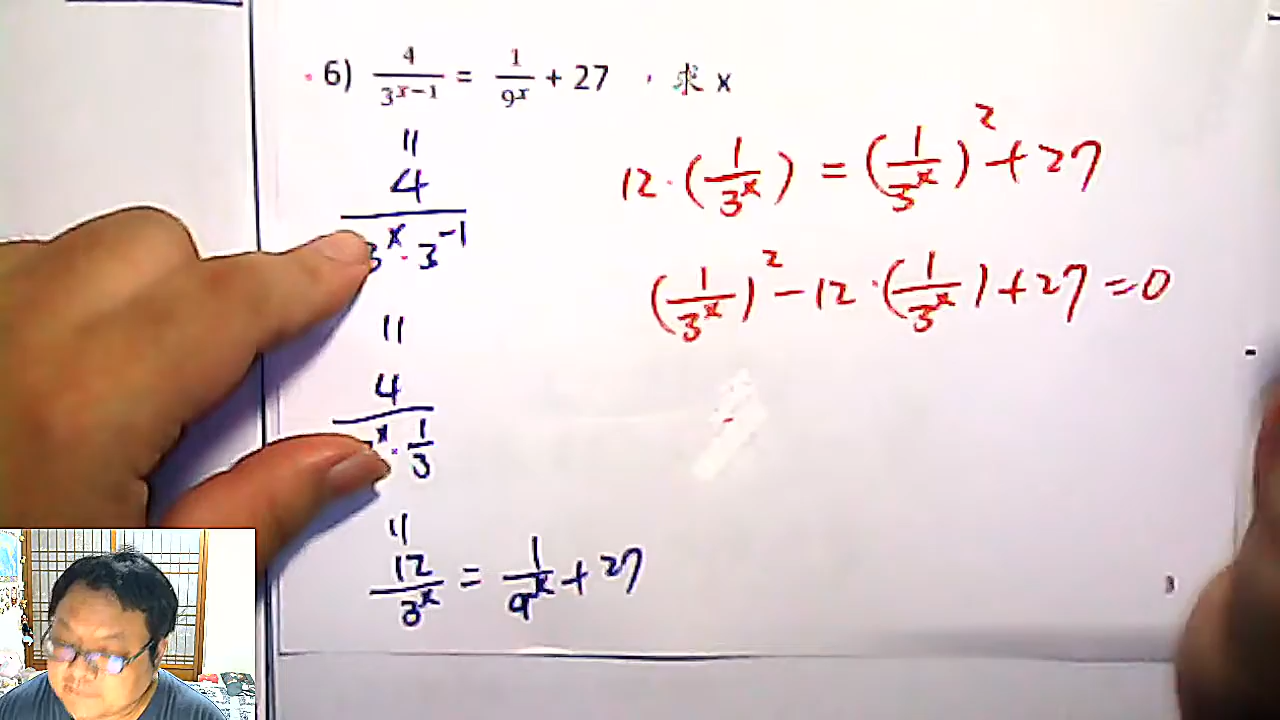 6) 4/3^(x-1) = 1/9^x + 27 , 求 x
||
4/(3^x · 3^-1)
||
4/( ^x · 1/3)
||
12/3^x = 1/9^x + 27
12·(1/3^x) = (1/3^x)^2 + 27
(1/3^x)^2 - 12·(1/3^x) + 27 = 0
3